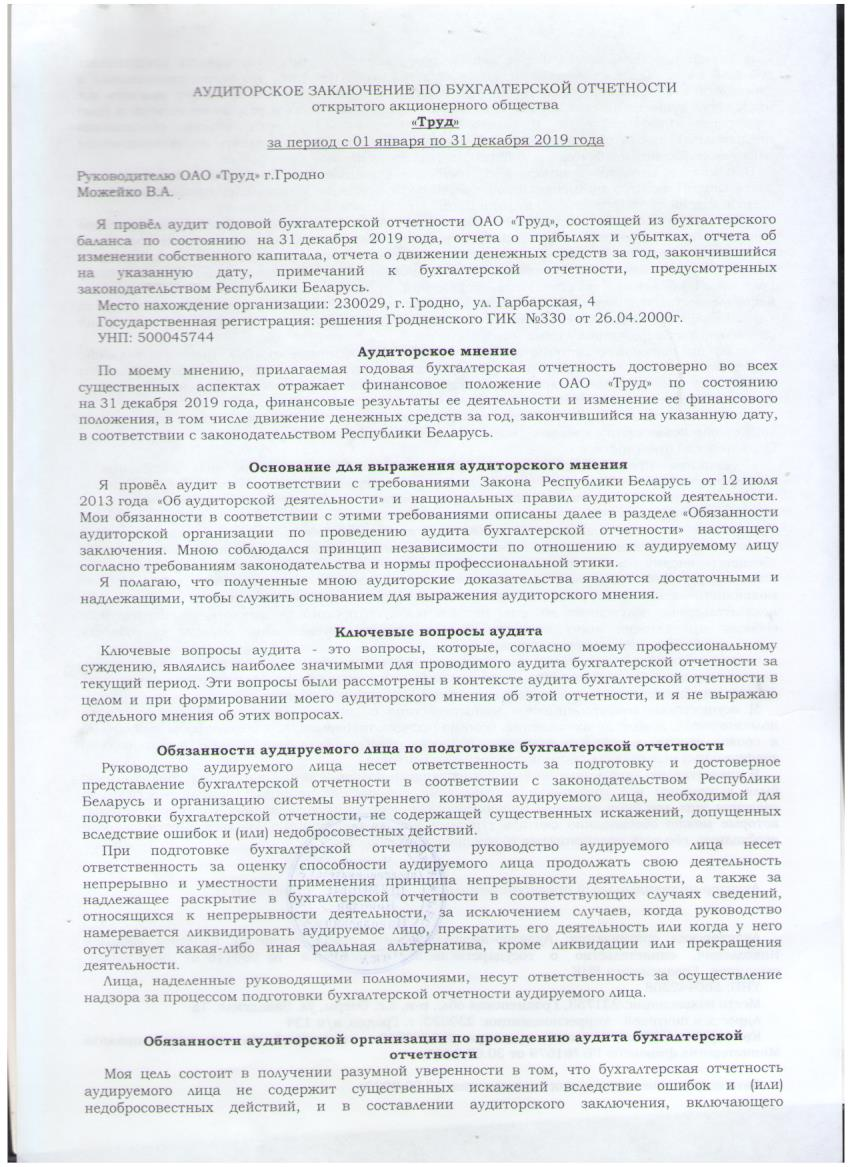 АУДИТОРСКОЕ ЗАКЛЮЧЕНИЕ ПО БУХГАЛТЕРСКОЙ ОТЧЕТНОСТИ
открытого акционерного общества
«Труд»
за период с 01 января по 31 декабря 2019 года
Руководителю ОАО «Труд» г.Гродно
Можейко В.А.
Я провёл аудит годовой бухгалтерской отчетности ОАО «Труд», состоящей из бухгалтерского
баланса по состоянию на 31 декабря 2019 года, отчета о прибылях и убытках, отчета об
изменении собственного капитала, отчета о движении денежных средств за год, закончившийся
на указанную дату, примечаний к бухгалтерской отчетности, предусмотренных
законодательством Республики Беларусь.
Место нахождение организации: 230029, г. Гродно, ул. Гарбарская, 4
Государственная регистрация: решения Гродненского ГИК №330 от 26.04.2000г.
УНП: 500045744
Аудиторское мнение
По моему мнению, прилагаемая годовая бухгалтерская отчетность достоверно во всех
существенных аспектах отражает финансовое положение ОАО «Труд» по состоянию
на 31 декабря 2019 года, финансовые результаты ее деятельности и изменение ее финансового
положения, в том числе движение денежных средств за год, закончившийся на указанную дату,
в соответствии с законодательством Республики Беларусь.
Основание для выражения аудиторского мнения
Я провёл аудит в соответствии с требованиями Закона Республики Беларусь от 12 июля
2013 года «Об аудиторской деятельности» и национальных правил аудиторской деятельности.
Мои обязанности в соответствии с этими требованиями описаны далее в разделе «Обязанности
аудиторской организации по проведению аудита бухгалтерской отчетности» настоящего
заключения. Мною соблюдался принцип независимости по отношению к аудируемому лицу
согласно требованиям законодательства и нормы профессиональной этики.
Я полагаю, что полученные мною аудиторские доказательства являются достаточными и
надлежащими, чтобы служить основанием для выражения аудиторского мнения.
Ключевые вопросы аудита
Ключевые вопросы аудита - это вопросы, которые, согласно моему профессиональному
суждению, являлись наиболее значимыми для проводимого аудита бухгалтерской отчетности за
текущий период. Эти вопросы были рассмотрены в контексте аудита бухгалтерской отчетности в
целом и при формировании моего аудиторского мнения об этой отчетности, и я не выражаю
отдельного мнения об этих вопросах.
Обязанности аудируемого лица по подготовке бухгалтерской отчетности
Руководство аудируемого лица несет ответственность за подготовку и достоверное
представление бухгалтерской отчетности в соответствии с законодательством Республики
Беларусь и организацию системы внутреннего контроля аудируемого лица, необходимой для
подготовки бухгалтерской отчетности, не содержащей существенных искажений, допущенных
вследствие ошибок и (или) недобросовестных действий.
При подготовке бухгалтерской отчетности руководство аудируемого лица несет
ответственность за оценку способности аудируемого лица продолжать свою деятельность
непрерывно и уместности применения принципа непрерывности деятельности, а также за
надлежащее раскрытие в бухгалтерской отчетности в соответствующих случаях сведений,
относящихся к непрерывности деятельности, за исключением случаев, когда руководство
намеревается ликвидировать аудируемое лицо, прекратить его деятельность или когда у него
отсутствует какая-либо иная реальная альтернатива, кроме ликвидации или прекращения
деятельности.
Лица, наделенные руководящими полномочиями, несут ответственность за осуществление
надзора за процессом подготовки бухгалтерской отчетности аудируемого лица.
Обязанности аудиторской организации по проведению аудита бухгалтерской
отчетности
Моя цель состоит в получении разумной уверенности в том, что бухгалтерская отчетность
аудируемого лица не содержит существенных искажений вследствие ошибок и (или)
недобросовестных действий, и в составлении аудиторского заключения, включающего